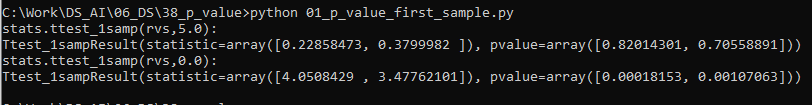 C:\Work\DS_AI\06_DS\38_p_value>python 01_p_value_first_sample.py
stats.ttest_1samp(rvs,5.0):
Ttest_1sampResult(statistic=array([0.22858473, 0.3799982 ]), pvalue=array([0.82014301, 0.70558891]))
stats.ttest_1samp(rvs,0.0):
Ttest_1sampResult(statistic=array([4.0508429 , 3.47762101]), pvalue=array([0.00018153, 0.00107063]))